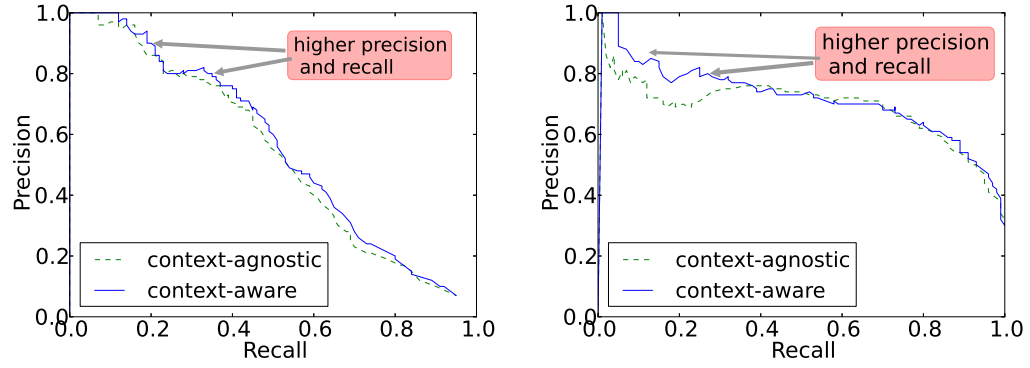 1.0
0.8
0.6
0.4
0.2
0.0
Precision
higher precision
and recall
context-agnostic
context-aware
0.0 0.2 0.4 0.6 0.8 1.0
Recall
1.0
0.8
0.6
0.4
0.2
0.0
Precision
higher precision
and recall
context-agnostic
context-aware
0.0 0.2 0.4 0.6 0.8 1.0
Recall